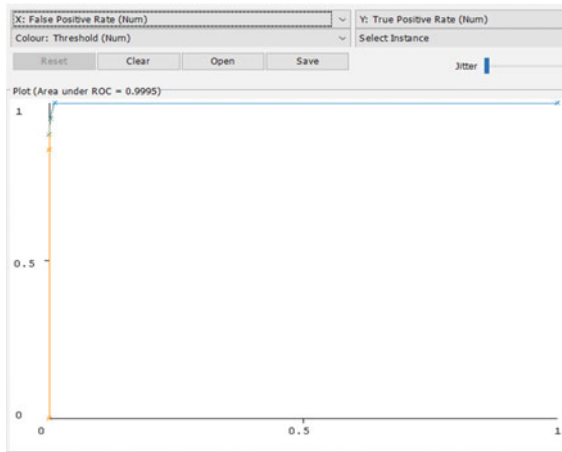 X: False Positive Rate (Num) Y: True Positive Rate (Num)
Colour: Threshold (Num) Select Instance
Reset Clear Open Save Jitter
Plot (Area under ROC = 0.9995)
1
0.5
0
0 0.5 1